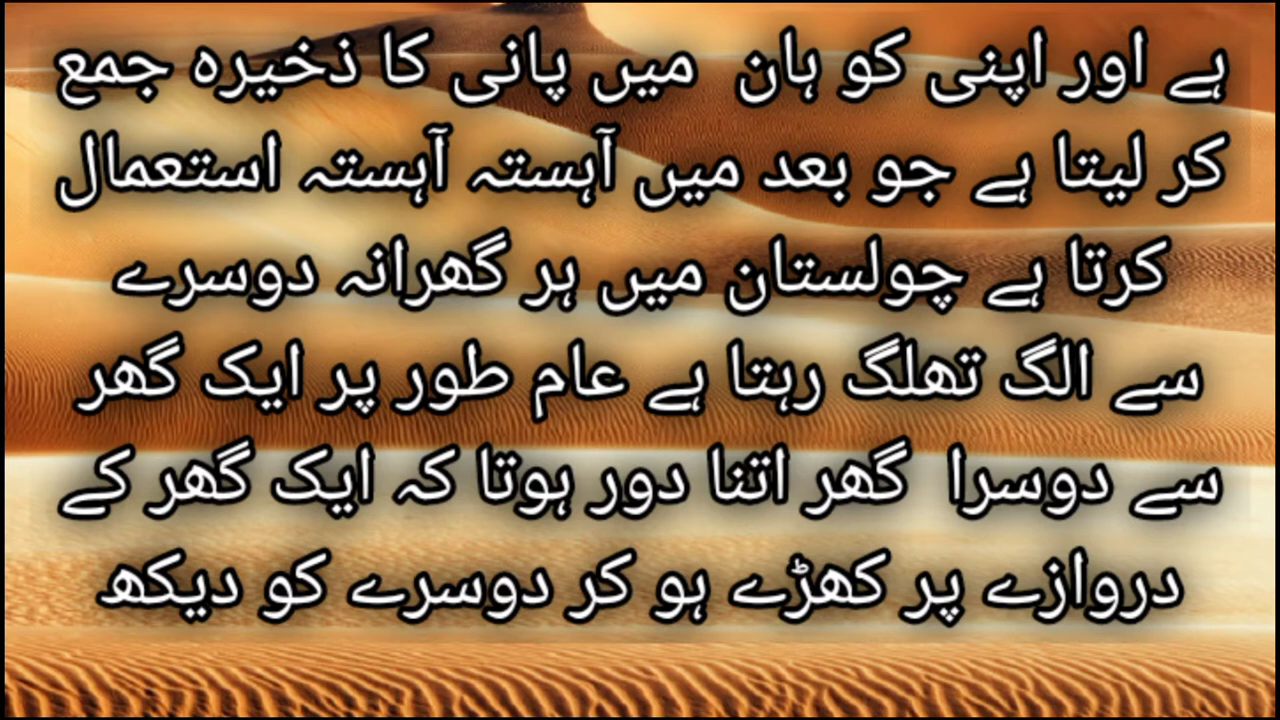 ہے اور اپنی کو ہان میں پانی کا ذخیرہ جمع
کر لیتا ہے جو بعد میں آہستہ آہستہ استعمال
کرتا ہے چولستان میں ہر گھرانہ دوسرے
سے الگ تھلگ رہتا ہے عام طور پر ایک گھر
سے دوسرا گھر اتنا دور ہوتا کہ ایک گھر کے
دروازے پر کھڑے ہو کر دوسرے کو دیکھ